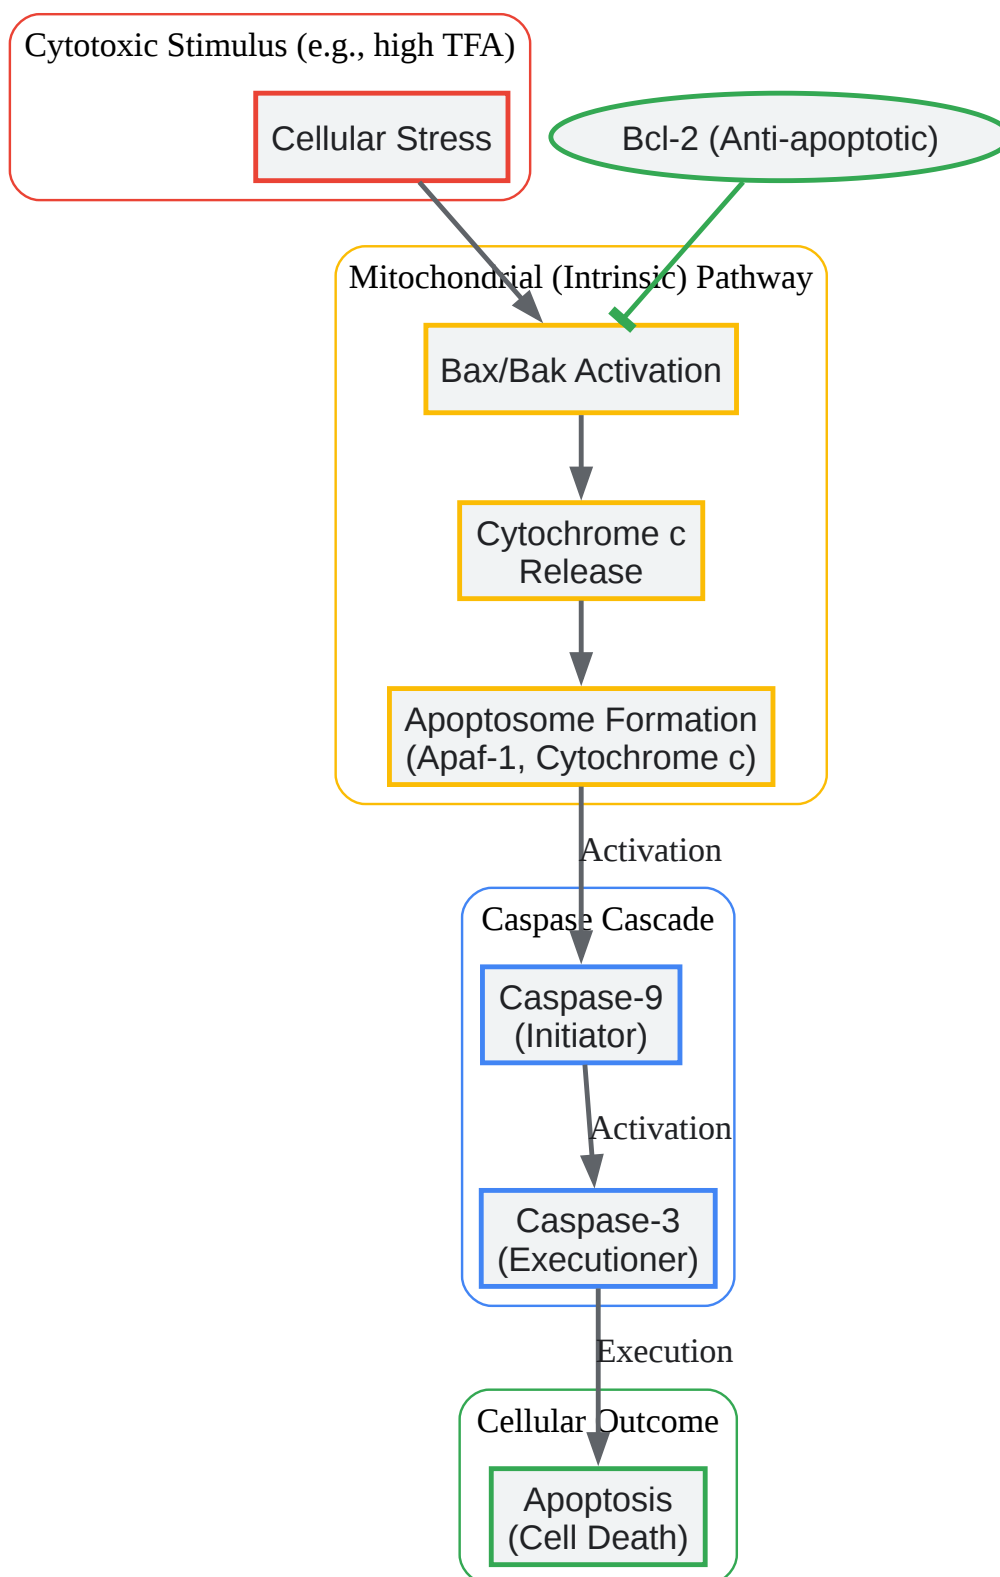 Cytotoxic Stimulus (e.g., high TFA)
Cellular Stress
Bcl-2 (Anti-apoptotic)
Mitochondrial (Intrinsic) Pathway
Bax/Bak Activation
Cytochrome c
Release
Apoptosome Formation
(Apaf-1, Cytochrome c)
Activation
Caspase Cascade
Caspase-9
(Initiator)
Activation
Caspase-3
(Executioner)
Execution
Cellular Outcome
Apoptosis
(Cell Death)